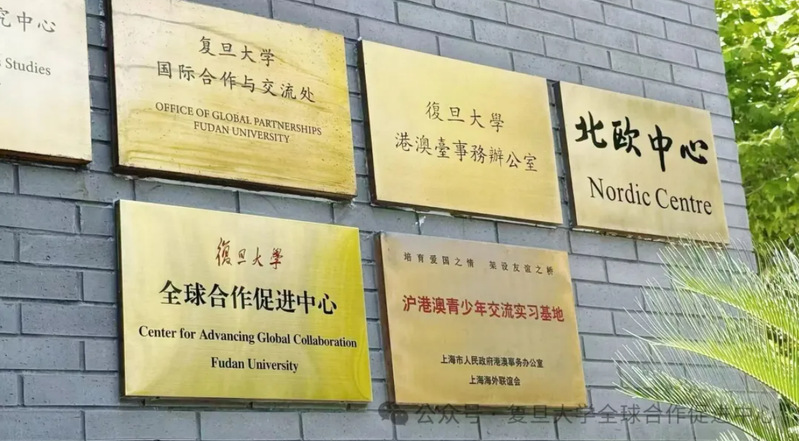 究中心
Studies
复旦大学
国际合作与交流处
OFFICE OF GLOBAL PARTNERSHIPS
FUDAN UNIVERSITY
復旦大學
港澳臺事務辦公室
北欧中心
Nordic Centre
復旦大學
全球合作促进中心
Center for Advancing Global Collaboration
Fudan University
培育爱国之情 架设友谊之桥
沪港澳青少年交流实习基地
上海市人民政府港澳事务办公室
上海海外联谊会
公众号·复旦大学全球合作促进中心